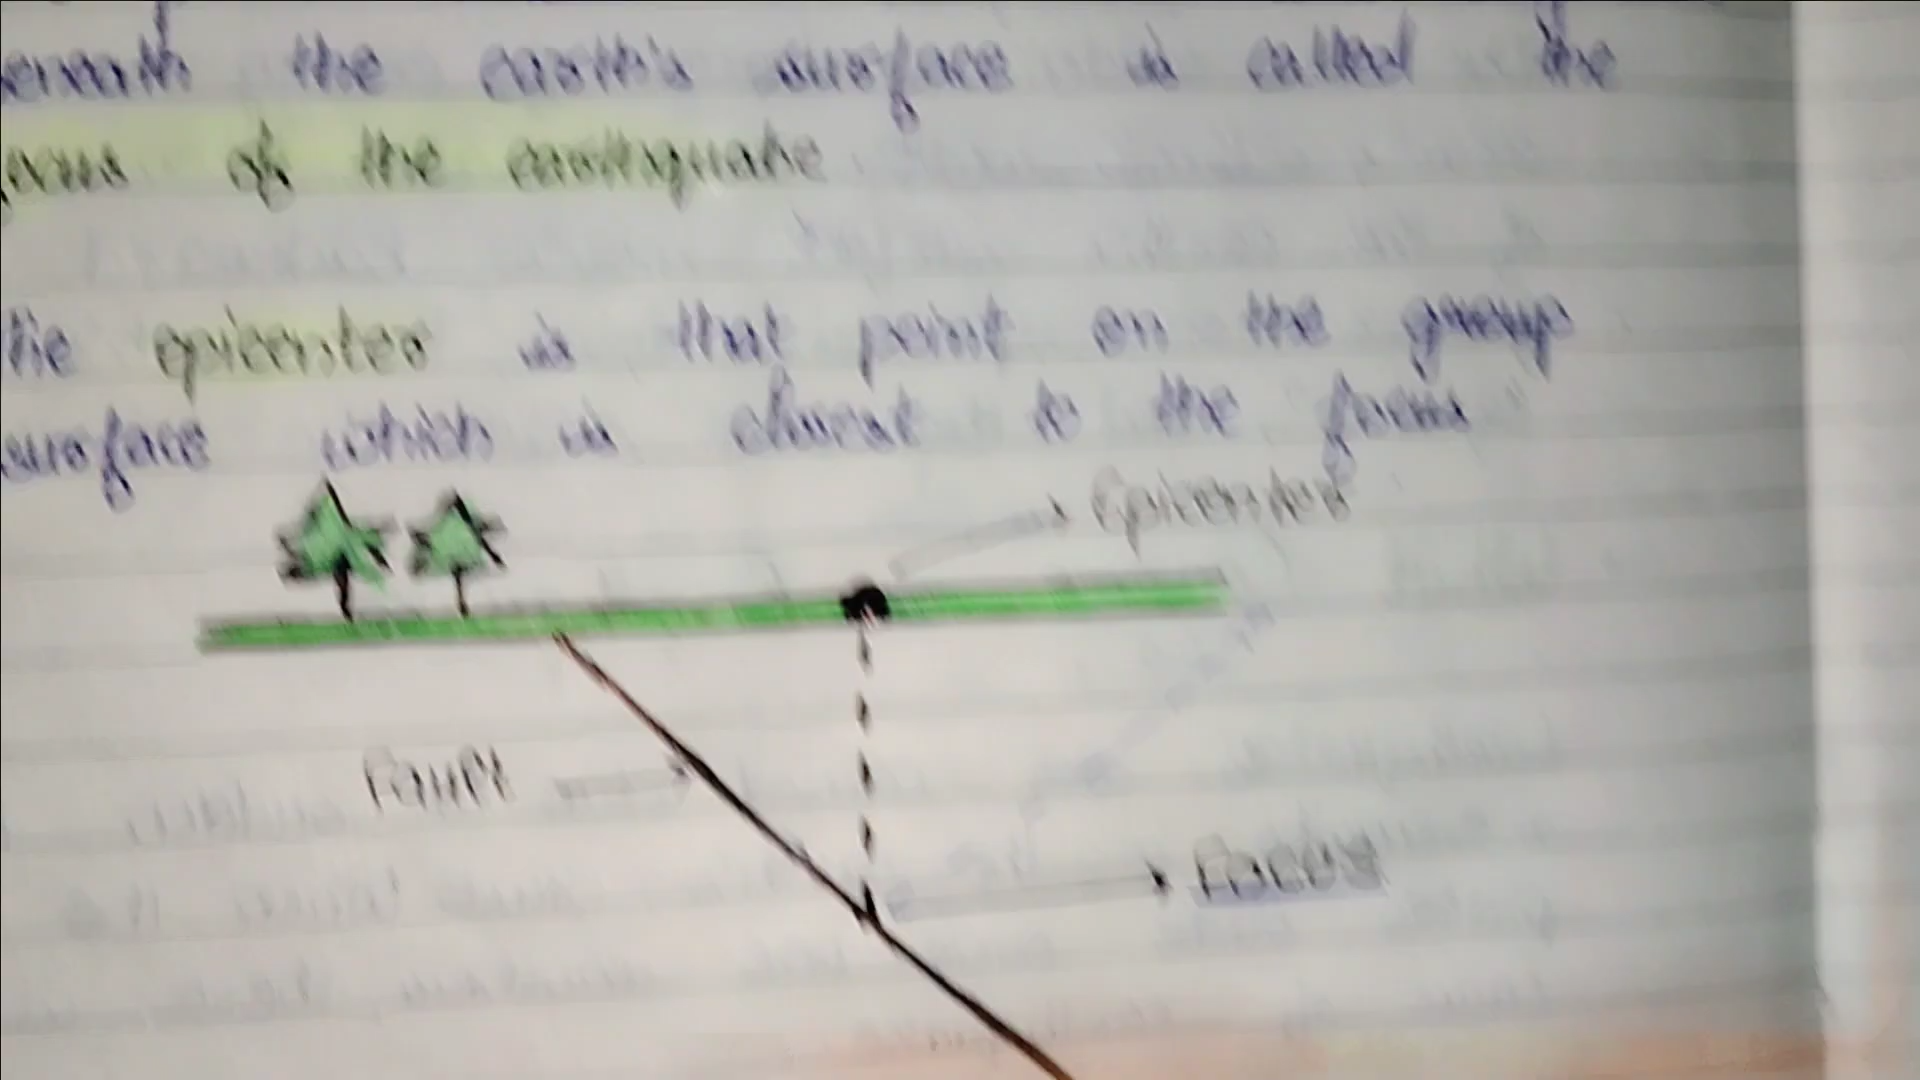 the earth's surface is called the
of the earthquake
The epicenter is that point on the group
surface which is closest to the focus
Epicenter
Fault
Focus